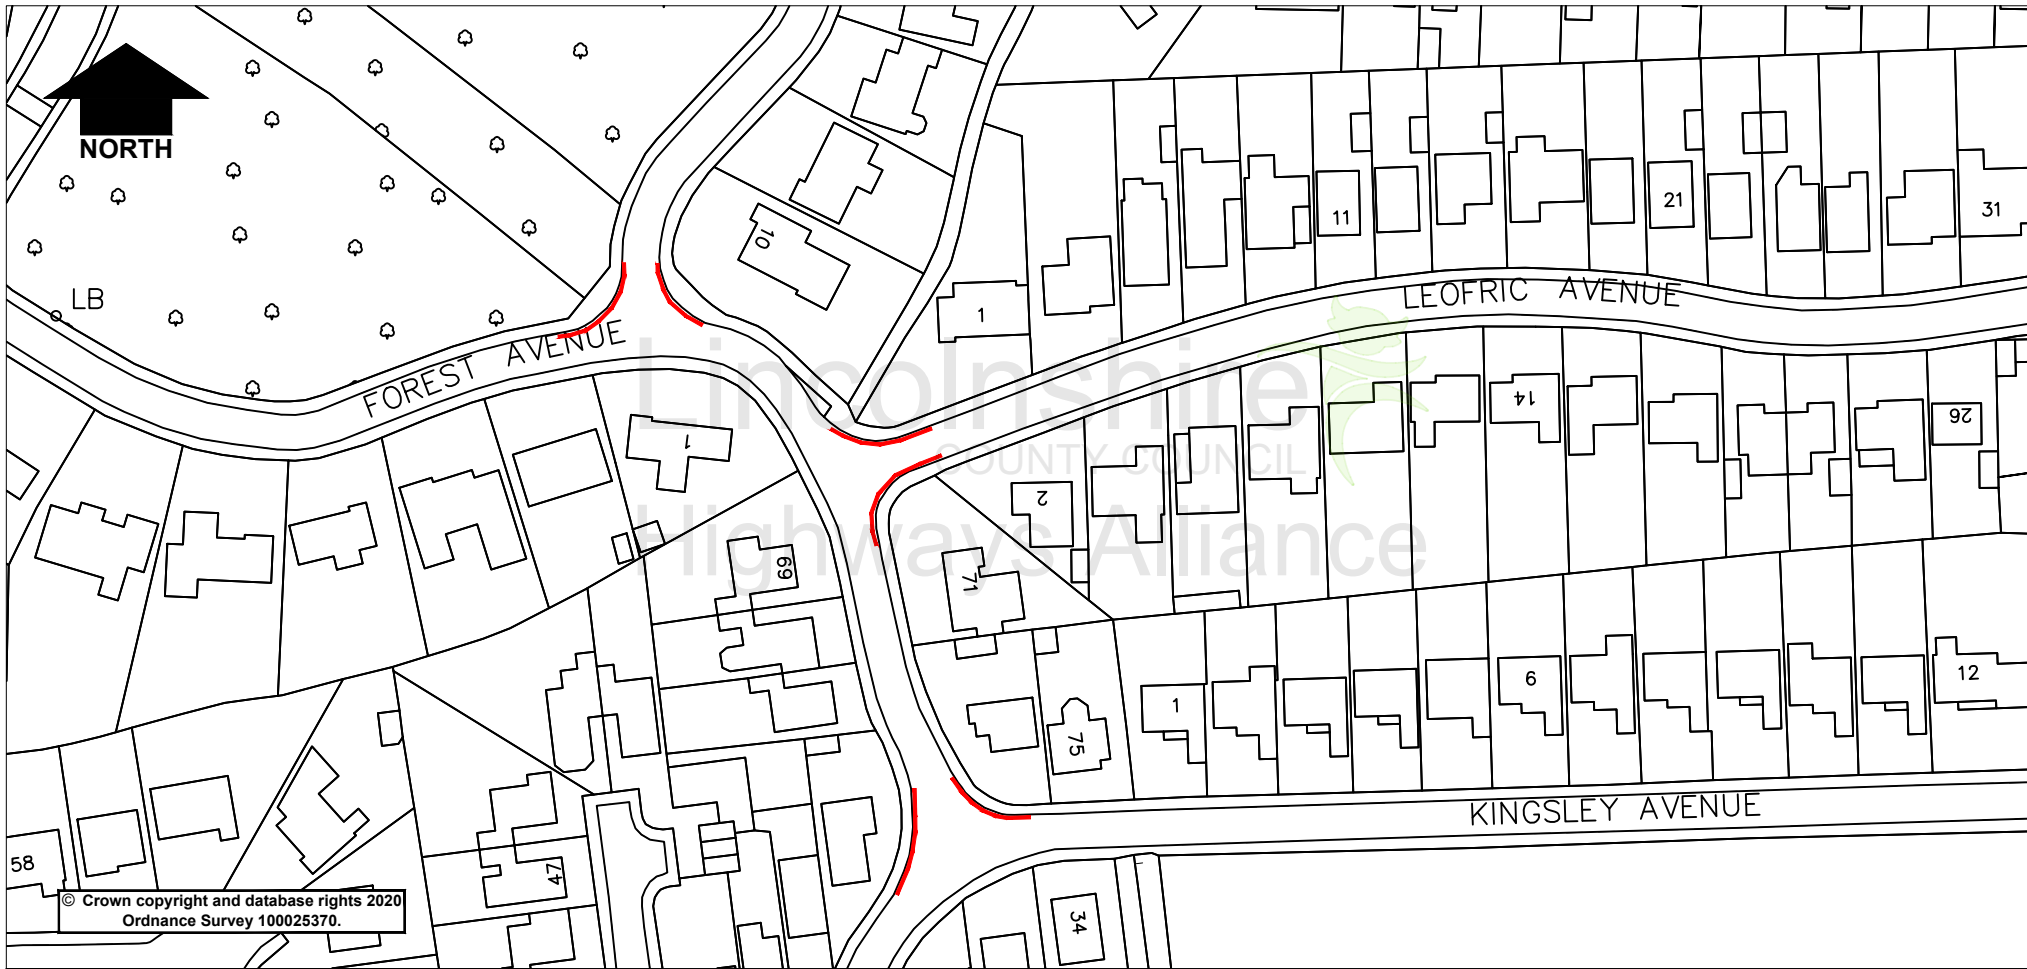 NORTH
LB
FOREST AVENUE
LEOFRIC AVENUE
KINGSLEY AVENUE
10
1
11
21
31
1
2
14
26
69
71
75
1
6
12
58
47
34
Lincolnshire
COUNTY COUNCIL
Highways Alliance
© Crown copyright and database rights 2020
Ordnance Survey 100025370.